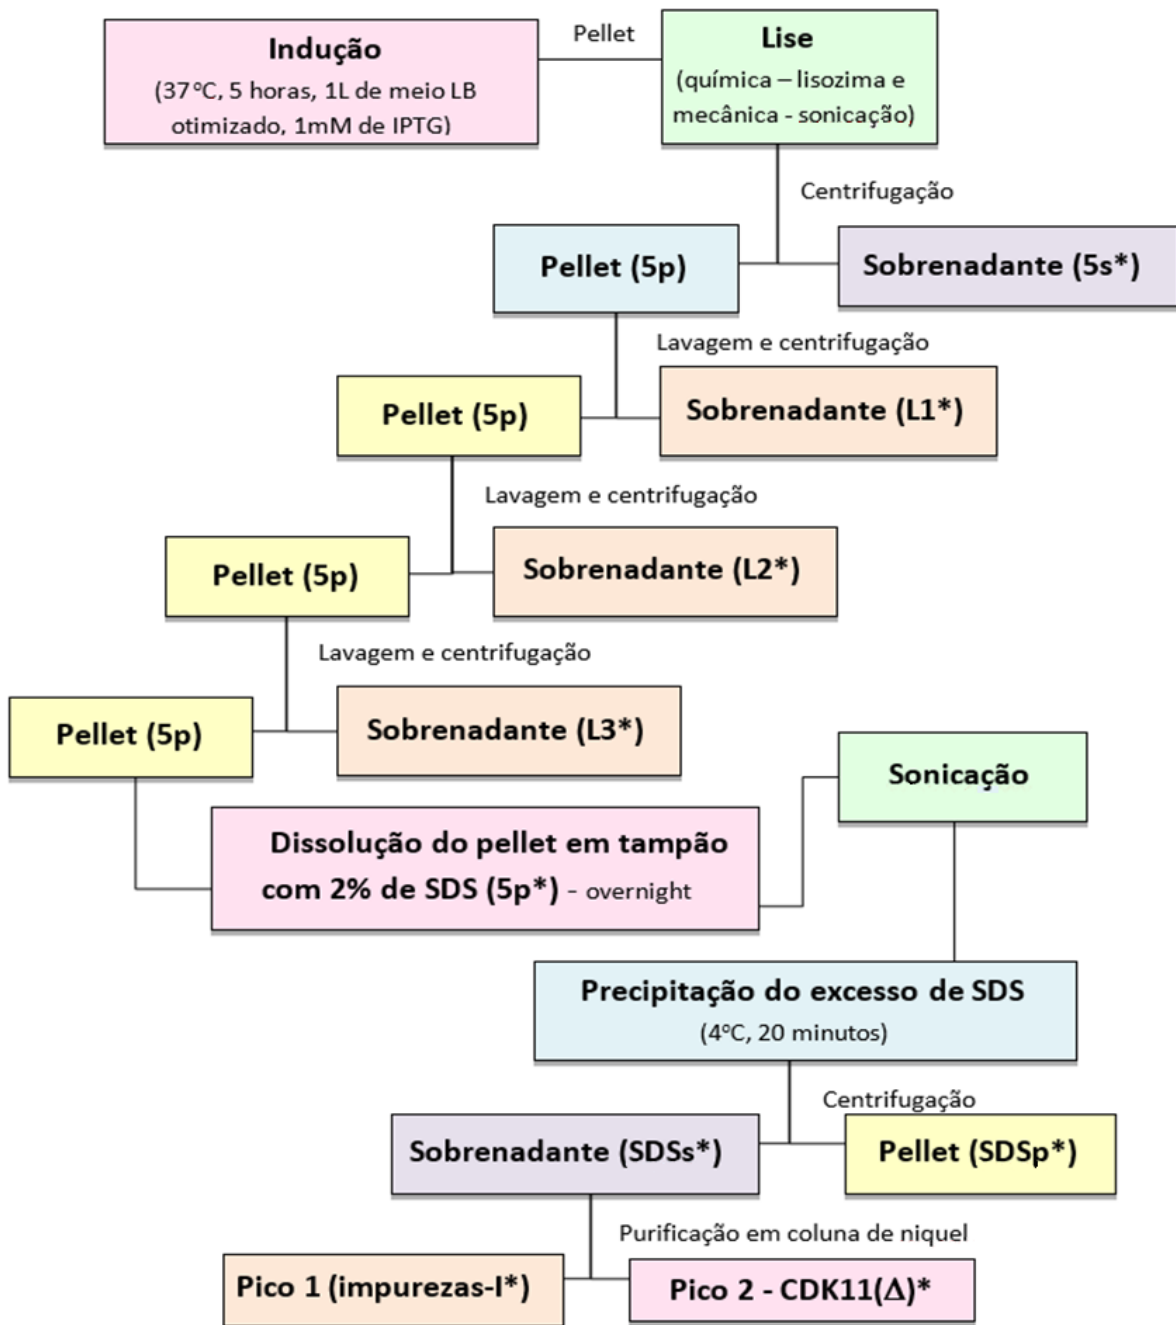 Indução
(37°C, 5 horas, 1L de meio LB
otimizado, 1mM de IPTG)
Pellet
Lise
(química – lisozima e
mecânica - sonicação)
Centrifugação
Pellet (5p)
Sobrenadante (5s*)
Lavagem e centrifugação
Pellet (5p)
Sobrenadante (L1*)
Lavagem e centrifugação
Pellet (5p)
Sobrenadante (L2*)
Lavagem e centrifugação
Pellet (5p)
Sobrenadante (L3*)
Sonicação
Dissolução do pellet em tampão
com 2% de SDS (5p*) - overnight
Precipitação do excesso de SDS
(4°C, 20 minutos)
Centrifugação
Sobrenadante (SDSs*)
Pellet (SDSp*)
Purificação em coluna de niquel
Pico 1 (impurezas-I*)
Pico 2 - CDK11(Δ)*